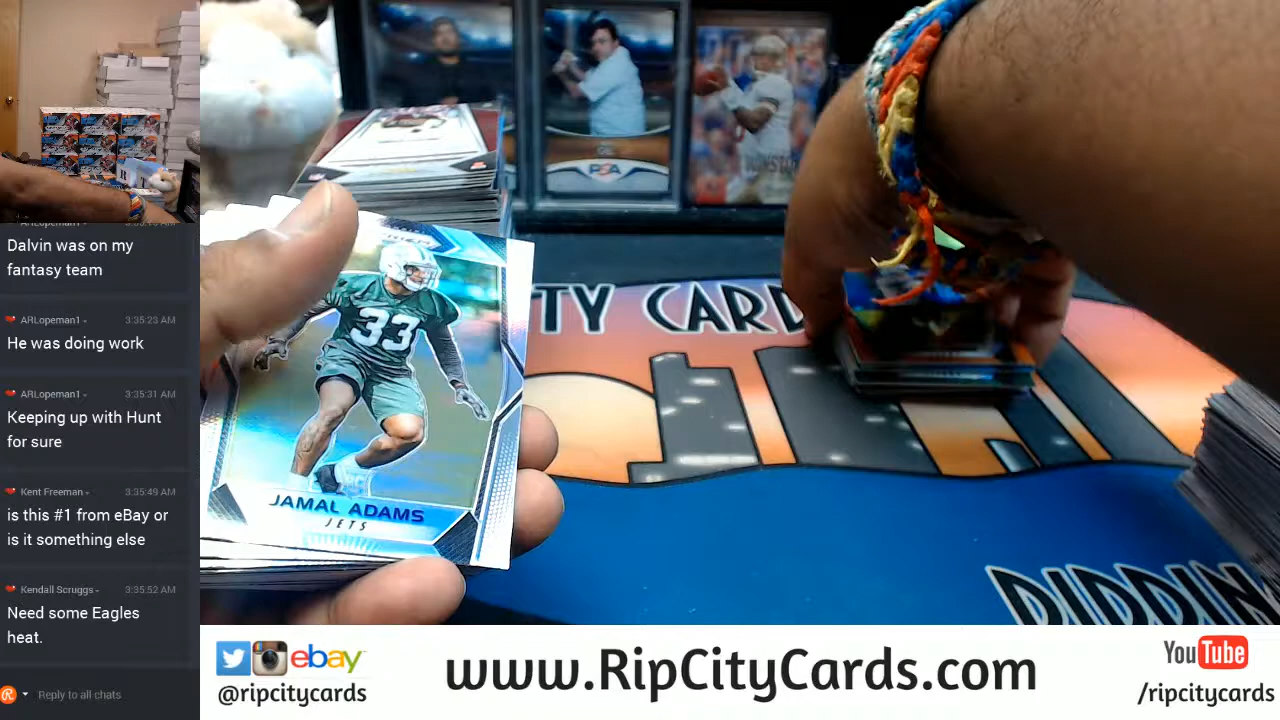 ARLopeman1
Dalvin was on my
fantasy team
ARLopeman1 3:35:23 AM
He was doing work
ARLopeman1 3:35:31 AM
Keeping up with Hunt
for sure
Kent Freeman 3:35:49 AM
is this #1 from eBay or
is it something else
Kendall Scruggs 3:35:52 AM
Need some Eagles
heat.
Reply to all chats
PSA
WINSTON
TY CARD
33
JAMAL ADAMS
JETS
ebay
@ripcitycards
www.RipCityCards.com
YouTube
/ripcitycards